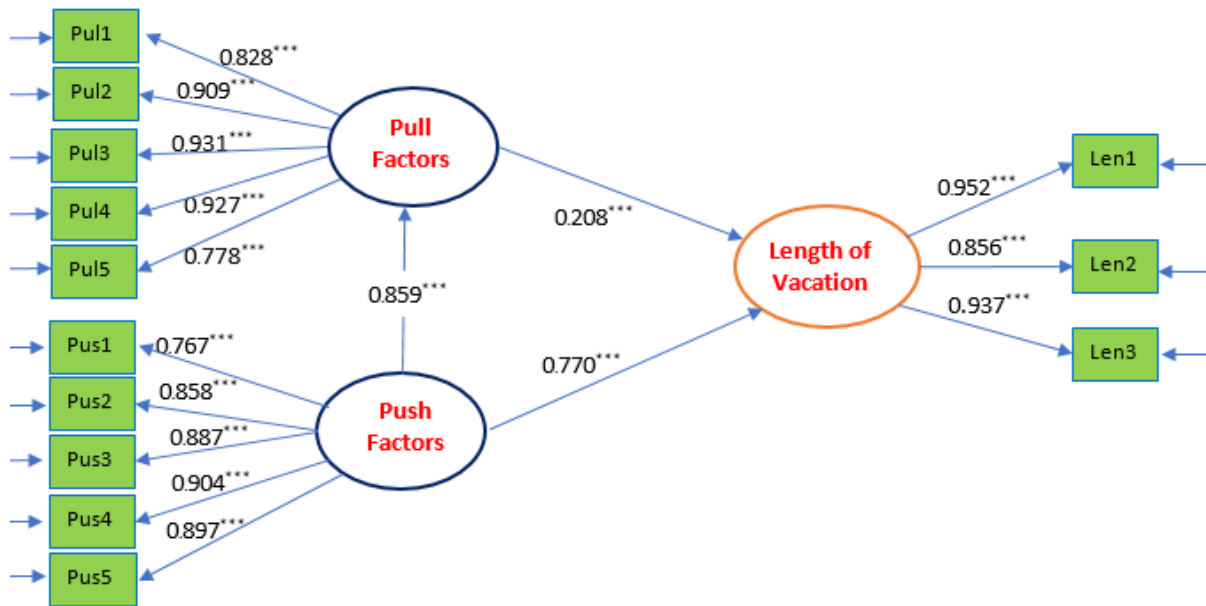 Pul1
0.828***
Pul2
0.909***
Pul3
0.931***
Pul4
0.927***
Pul5
0.778***
Pull
Factors
0.208***
0.859***
Pus1
0.767***
Pus2
0.858***
Pus3
0.887***
Pus4
0.904***
Pus5
0.897***
Push
Factors
0.770***
Length of
Vacation
0.952***
Len1
0.856***
Len2
0.937***
Len3